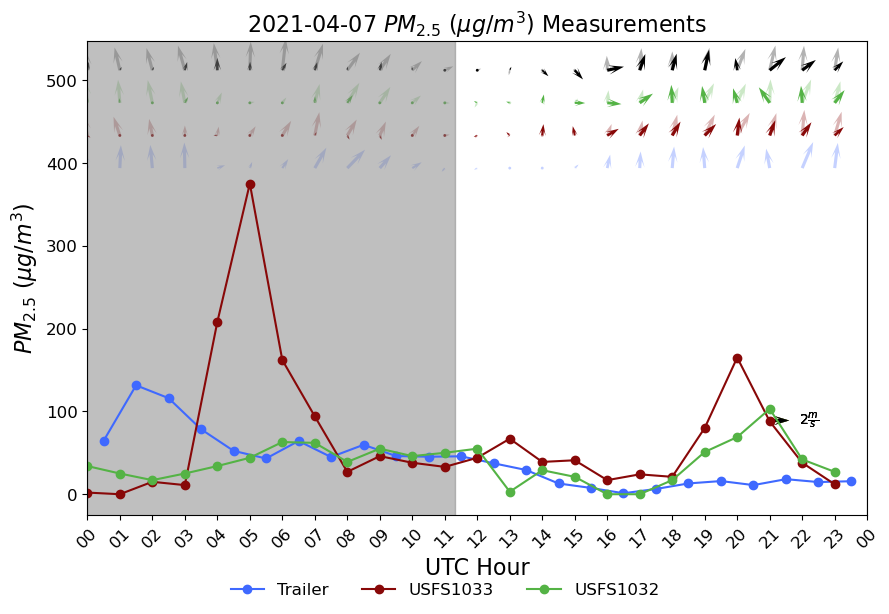 2021-04-07 PM₂.₅ (μg/m³) Measurements
500
400
300
200
100
0
PM₂.₅ (μg/m³)
2 m/s
00 01 02 03 04 05 06 07 08 09 10 11 12 13 14 15 16 17 18 19 20 21 22 23 00
UTC Hour
Trailer USFS1033 USFS1032